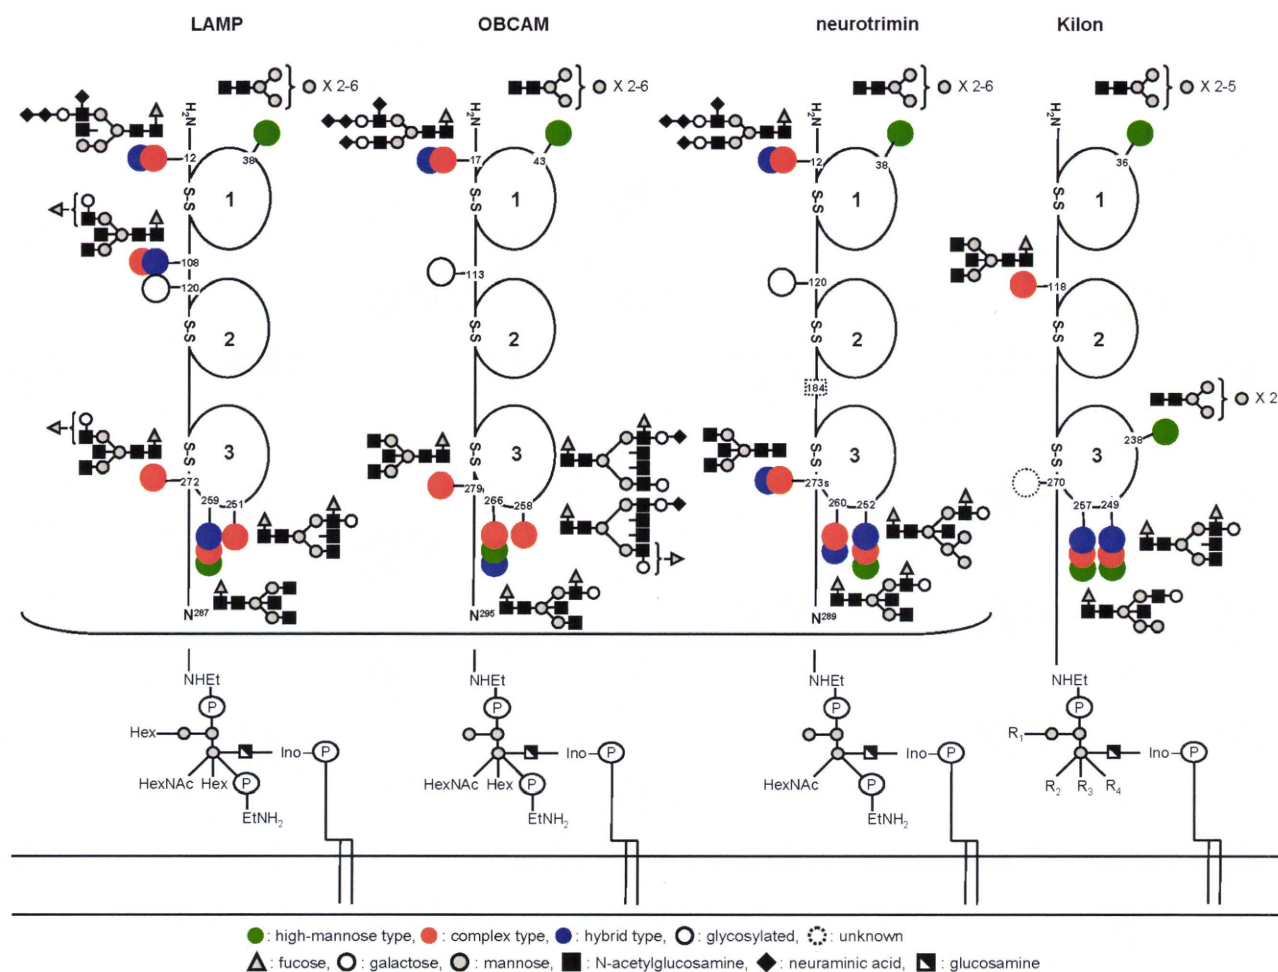 LAMP OBCAM neurotrimin Kilon
X 2-6 X 2-6 X 2-6 X 2-5
H₂N H₂N H₂N H₂N
38 43 38 36
12 17 12
S-S 1 S-S 1 S-S 1 S-S 1
108
120 113 120 118
S-S 2 S-S 2 S-S 2 S-S 2
184
X 2
238
S-S 3 S-S 3 S-S 3 S-S 3
272 279 273s 270
259 251 266 258 260 252 257 249
N²⁸⁷ N²⁹⁵ N²⁸⁹
NHEt NHEt NHEt NHEt
P P P P
Hex R₁
Ino P Ino P Ino P Ino P
HexNAc Hex P HexNAc Hex P HexNAc P R₂ R₃ R₄
EtNH₂ EtNH₂ EtNH₂
: high-mannose type, : complex type, : hybrid type, : glycosylated, : unknown
: fucose, : galactose, : mannose, : N-acetylglucosamine, : neuraminic acid, : glucosamine